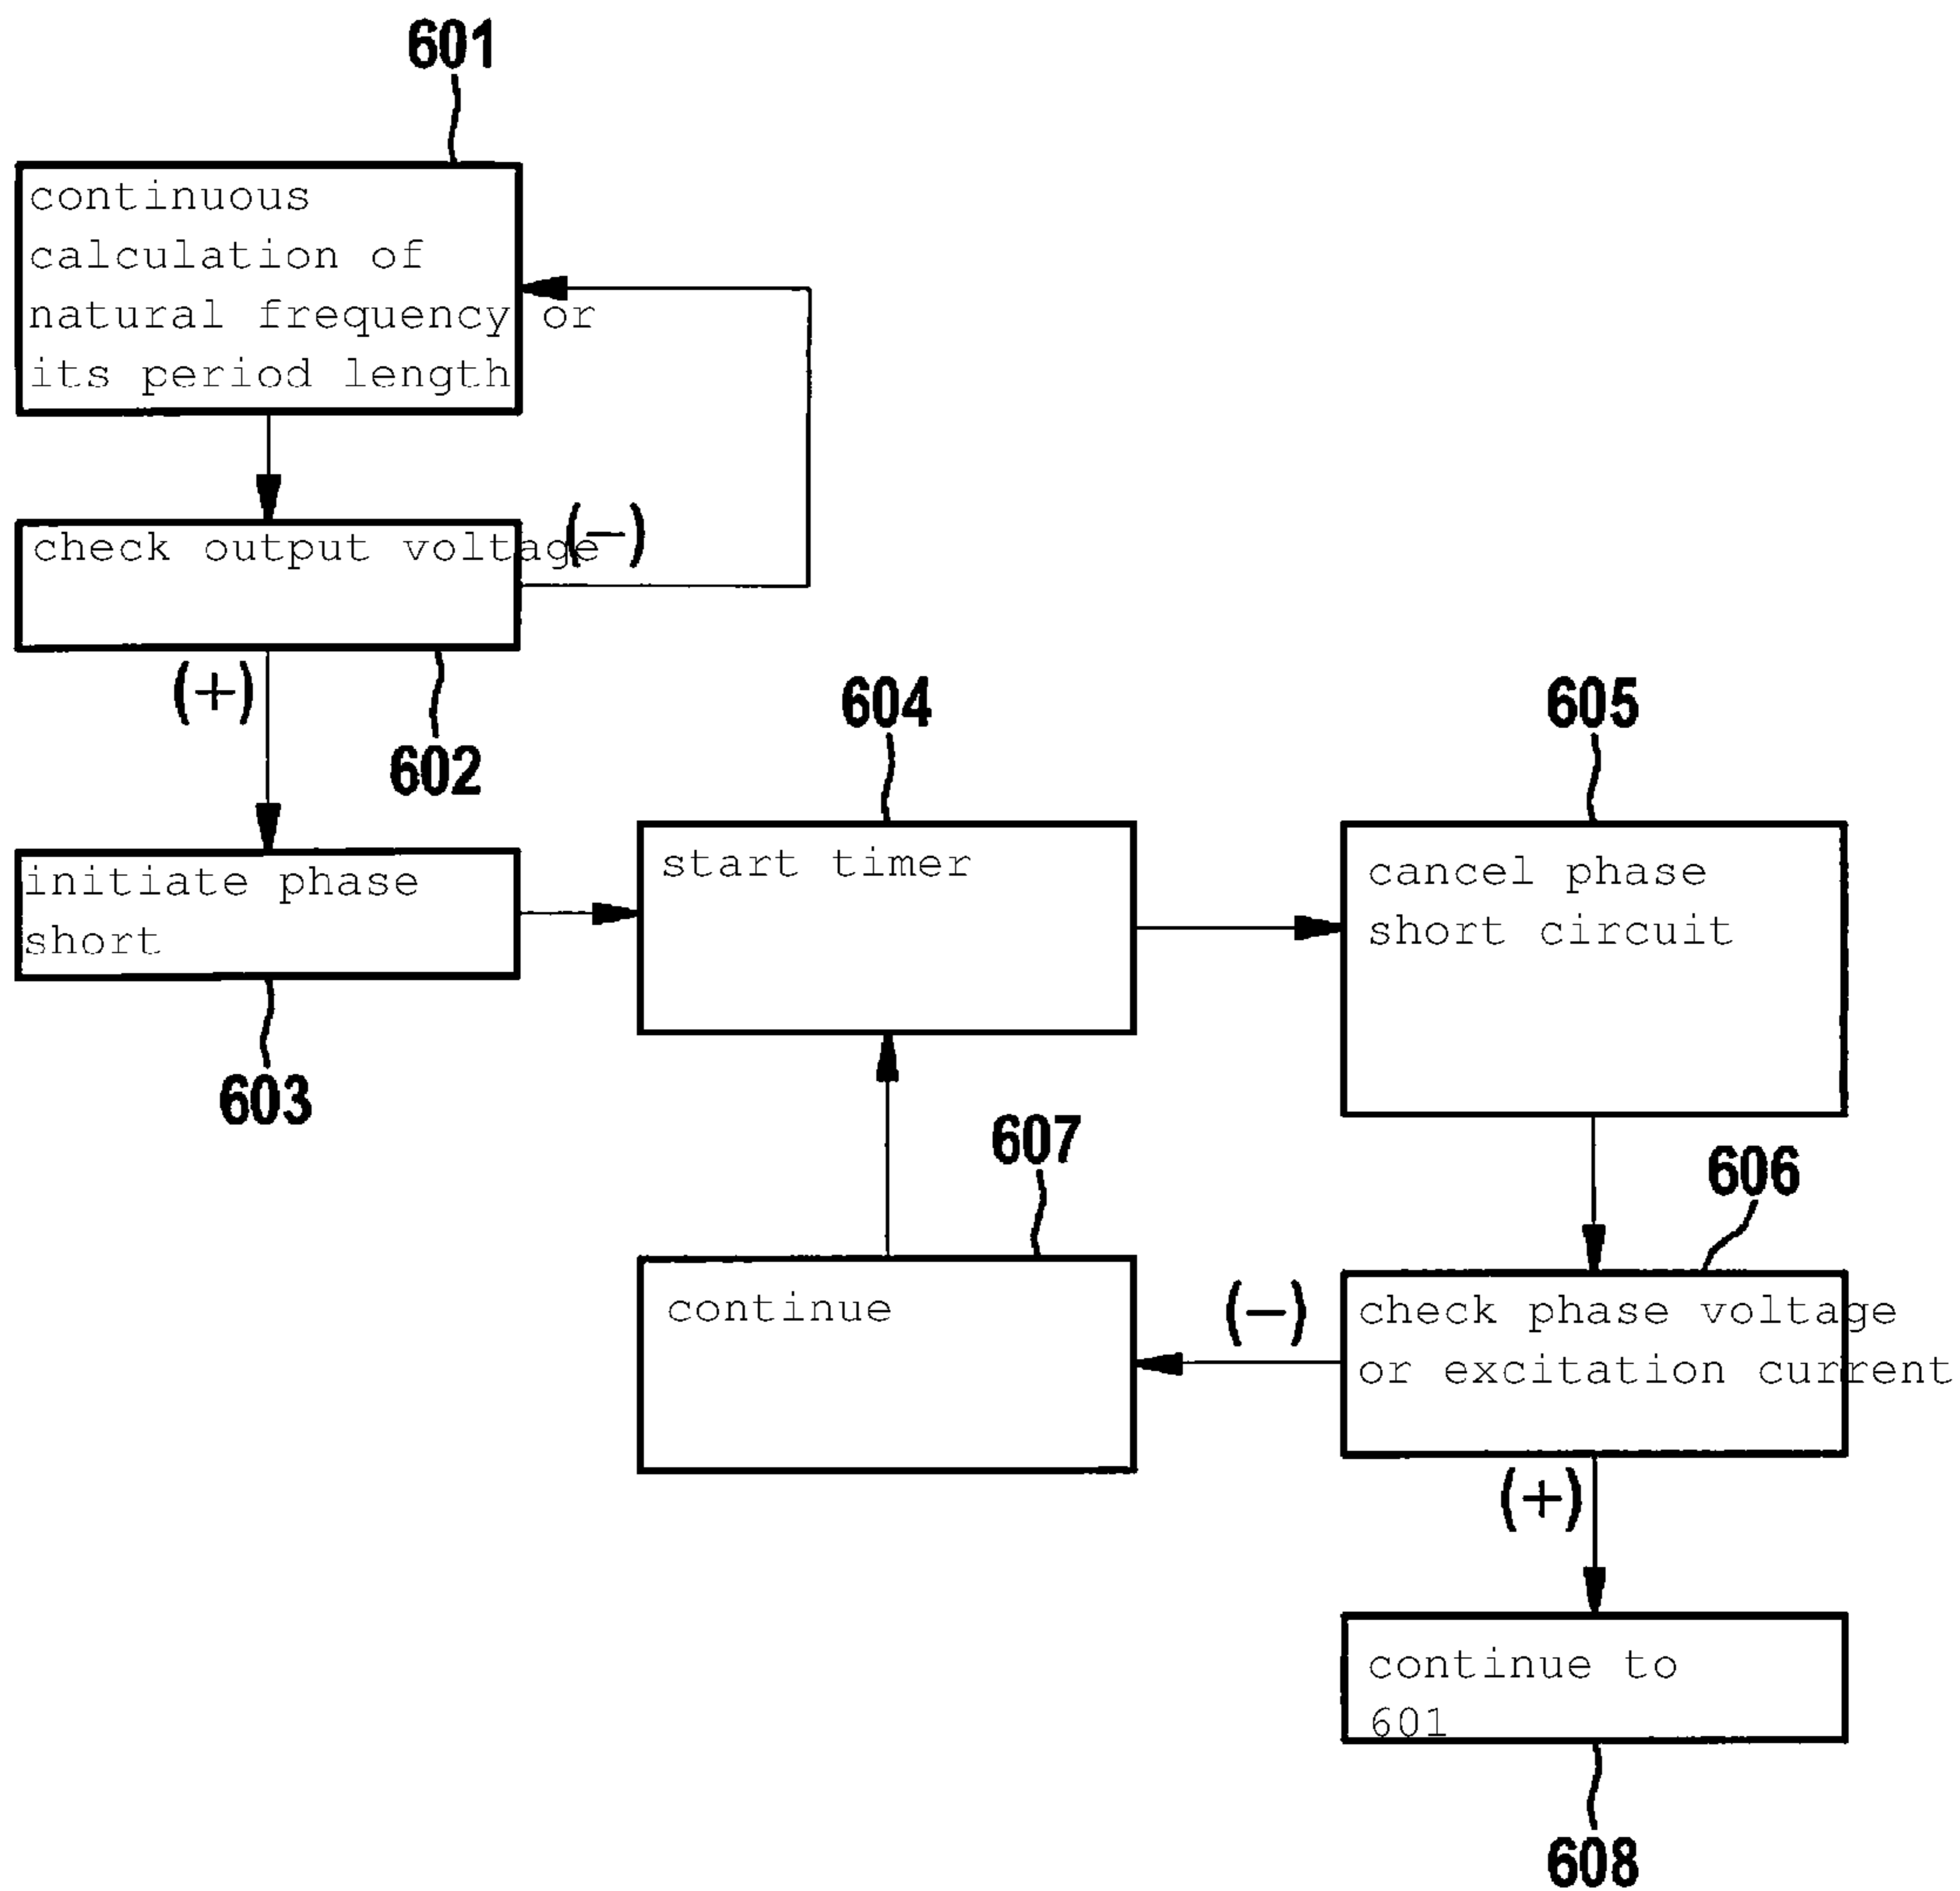 601
continuous
calculation of
natural frequency or
its period length
check output voltage
(−)
(+)
602
initiate phase
short
603
604
start timer
605
cancel phase
short circuit
606
check phase voltage
or excitation current
(−)
607
continue
(+)
continue to
601
608